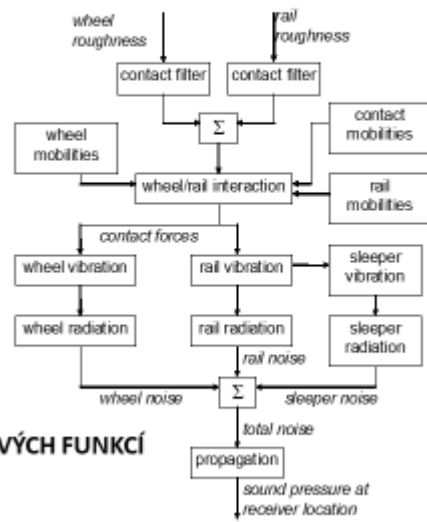 wheel
roughness
rail
roughness
contact filter
contact filter
Σ
wheel
mobilities
contact
mobilities
wheel/rail interaction
rail
mobilities
contact forces
wheel vibration
rail vibration
sleeper
vibration
wheel radiation
rail radiation
sleeper
radiation
rail noise
wheel noise
Σ
sleeper noise
total noise
VÝCH FUNKCÍ
propagation
sound pressure at
receiver location